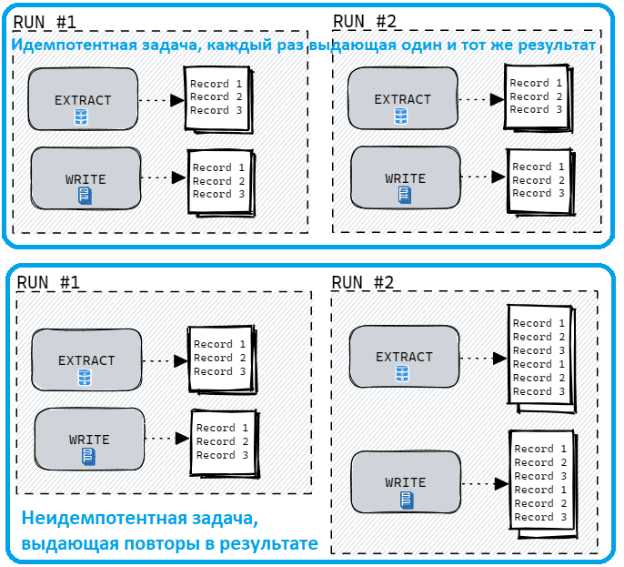 RUN #1
RUN #2
Идемпотентная задача, каждый раз выдающая один и тот же результат
EXTRACT
Record 1
Record 2
Record 3
EXTRACT
Record 1
Record 2
Record 3
WRITE
Record 1
Record 2
Record 3
WRITE
Record 1
Record 2
Record 3
RUN #1
RUN #2
EXTRACT
Record 1
Record 2
Record 3
EXTRACT
Record 1
Record 2
Record 3
Record 1
Record 2
Record 3
WRITE
Record 1
Record 2
Record 3
WRITE
Record 1
Record 2
Record 3
Record 1
Record 2
Record 3
Неидемпотентная задача,
выдающая повторы в результате